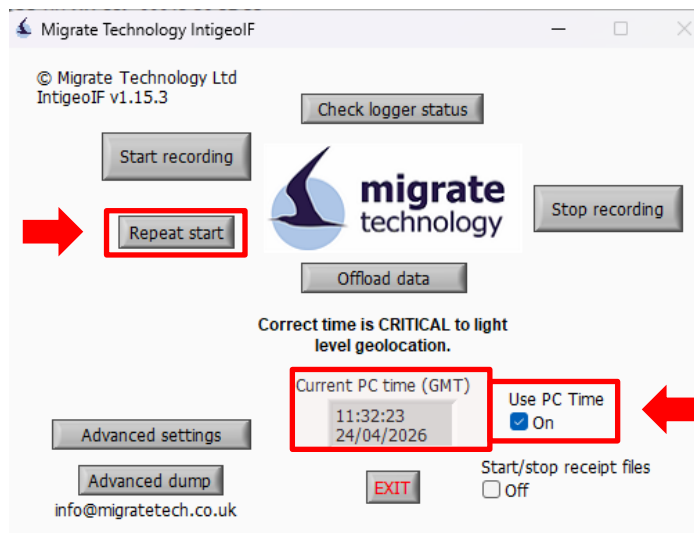 Migrate Technology IntigeoIF
© Migrate Technology Ltd
IntigeoIF v1.15.3
Check logger status
Start recording
migrate
technology
Stop recording
Repeat start
Offload data
Correct time is CRITICAL to light
level geolocation.
Current PC time (GMT)
11:32:23
24/04/2026
Use PC Time
On
Advanced settings
Advanced dump
EXIT
Start/stop receipt files
Off
info@migratetech.co.uk